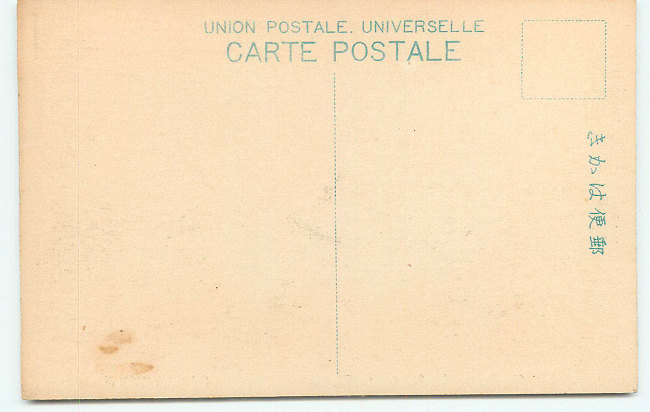 UNION POSTALE. UNIVERSELLE
CARTE POSTALE
郵便はかき